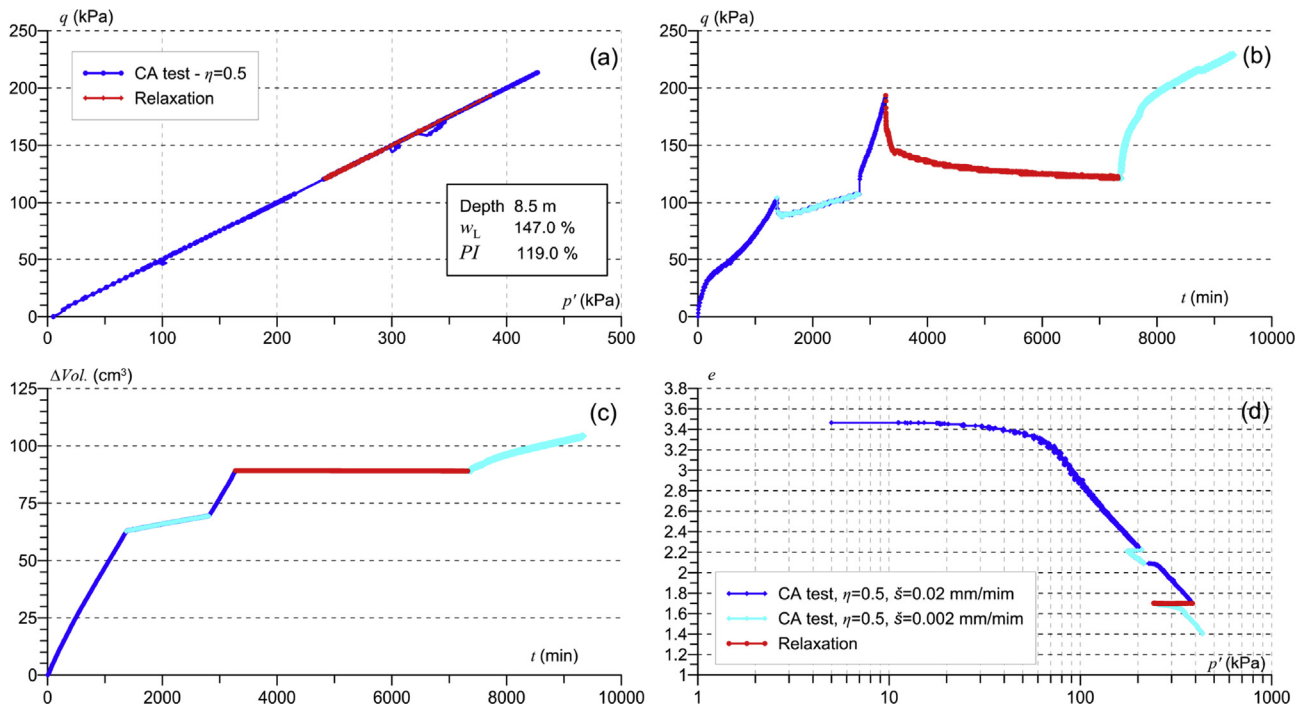 q (kPa)
250
200
150
100
50
0
0
100
200
300
400
500
p' (kPa)
(a)
CA test - η=0.5
Relaxation
Depth 8.5 m
wL 147.0 %
PI 119.0 %
q (kPa)
250
200
150
100
50
0
0
2000
4000
6000
8000
10000
t (min)
(b)
ΔVol. (cm³)
125
100
75
50
25
0
0
2000
4000
6000
8000
10000
t (min)
(c)
e
3.8
3.6
3.4
3.2
3
2.8
2.6
2.4
2.2
2
1.8
1.6
1.4
1.2
1
1
10
100
1000
p' (kPa)
(d)
CA test, η=0.5, š=0.02 mm/mim
CA test, η=0.5, š=0.002 mm/mim
Relaxation